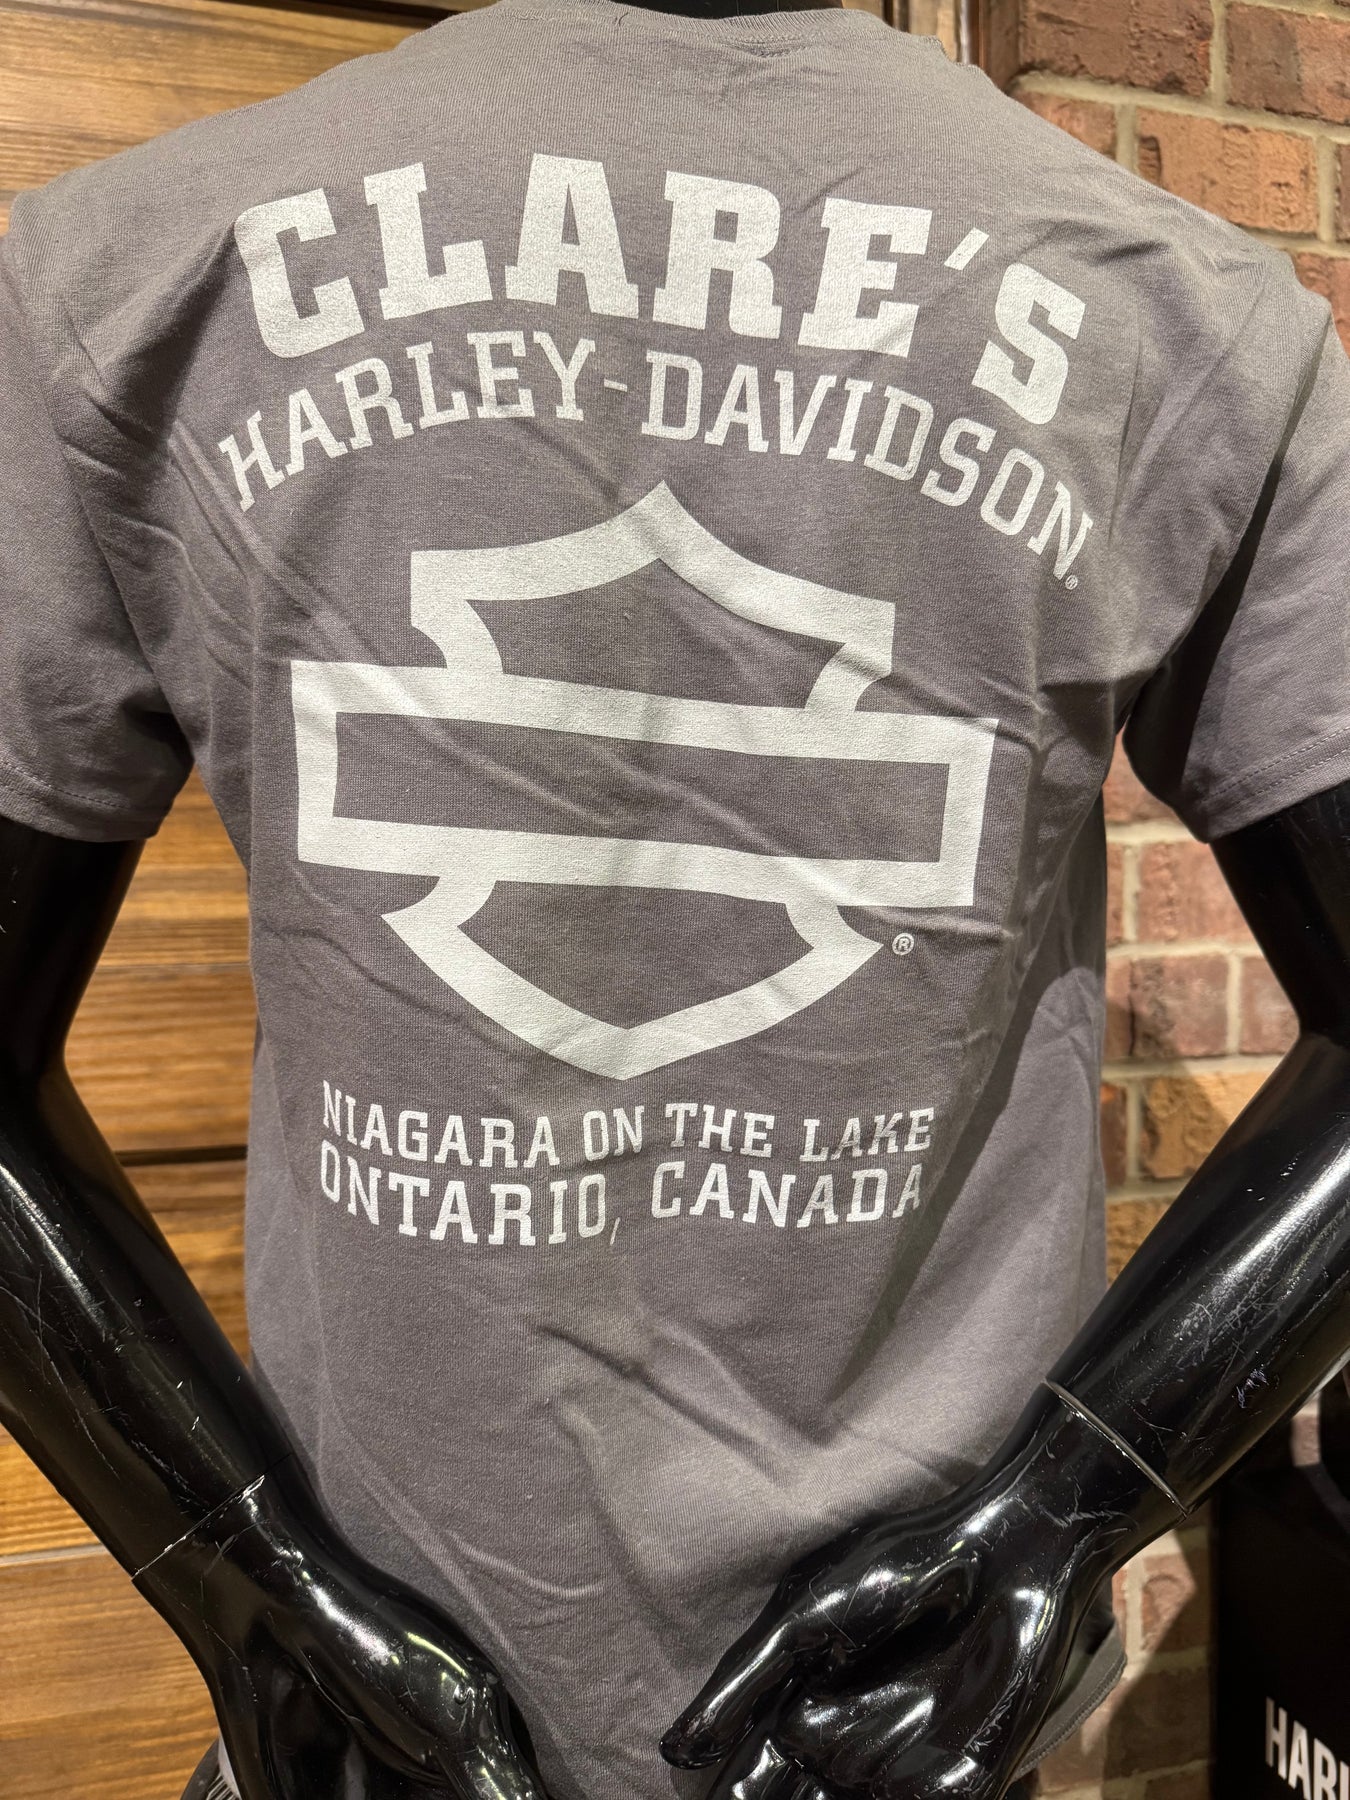 CLARE'S
HARLEY-DAVIDSON®
®
NIAGARA ON THE LAKE
ONTARIO, CANADA